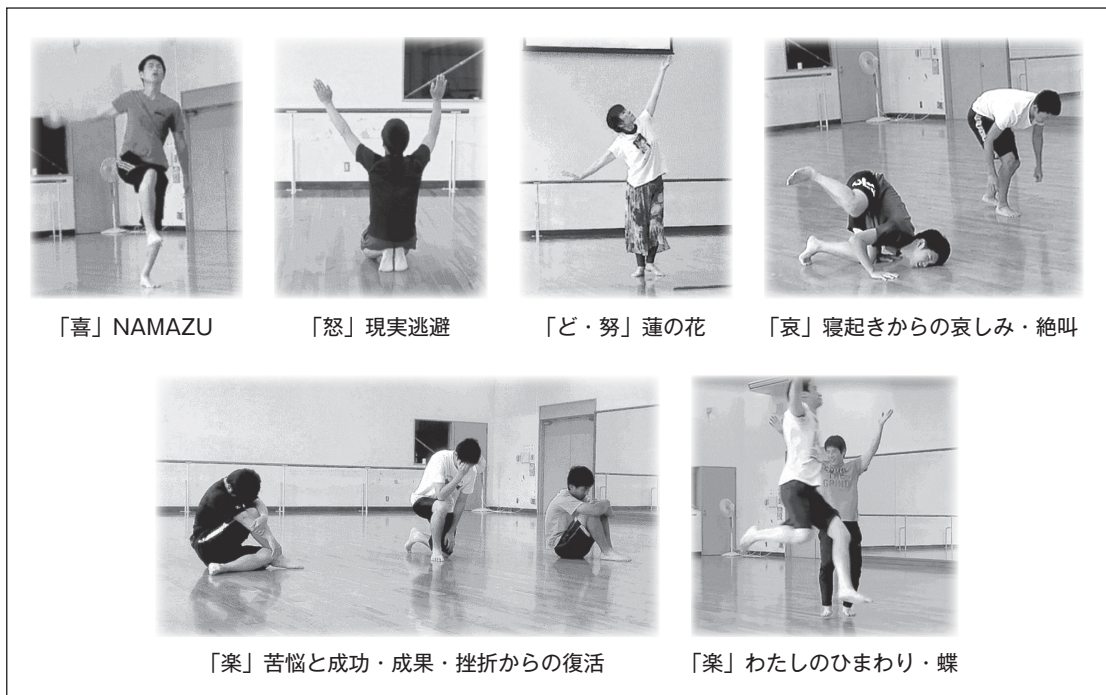 「喜」NAMAZU
「怒」現実逃避
「ど・努」蓮の花
「哀」寝起きからの哀しみ・絶叫
「楽」苦悩と成功・成果・挫折からの復活
「楽」わたしのひまわり・蝶